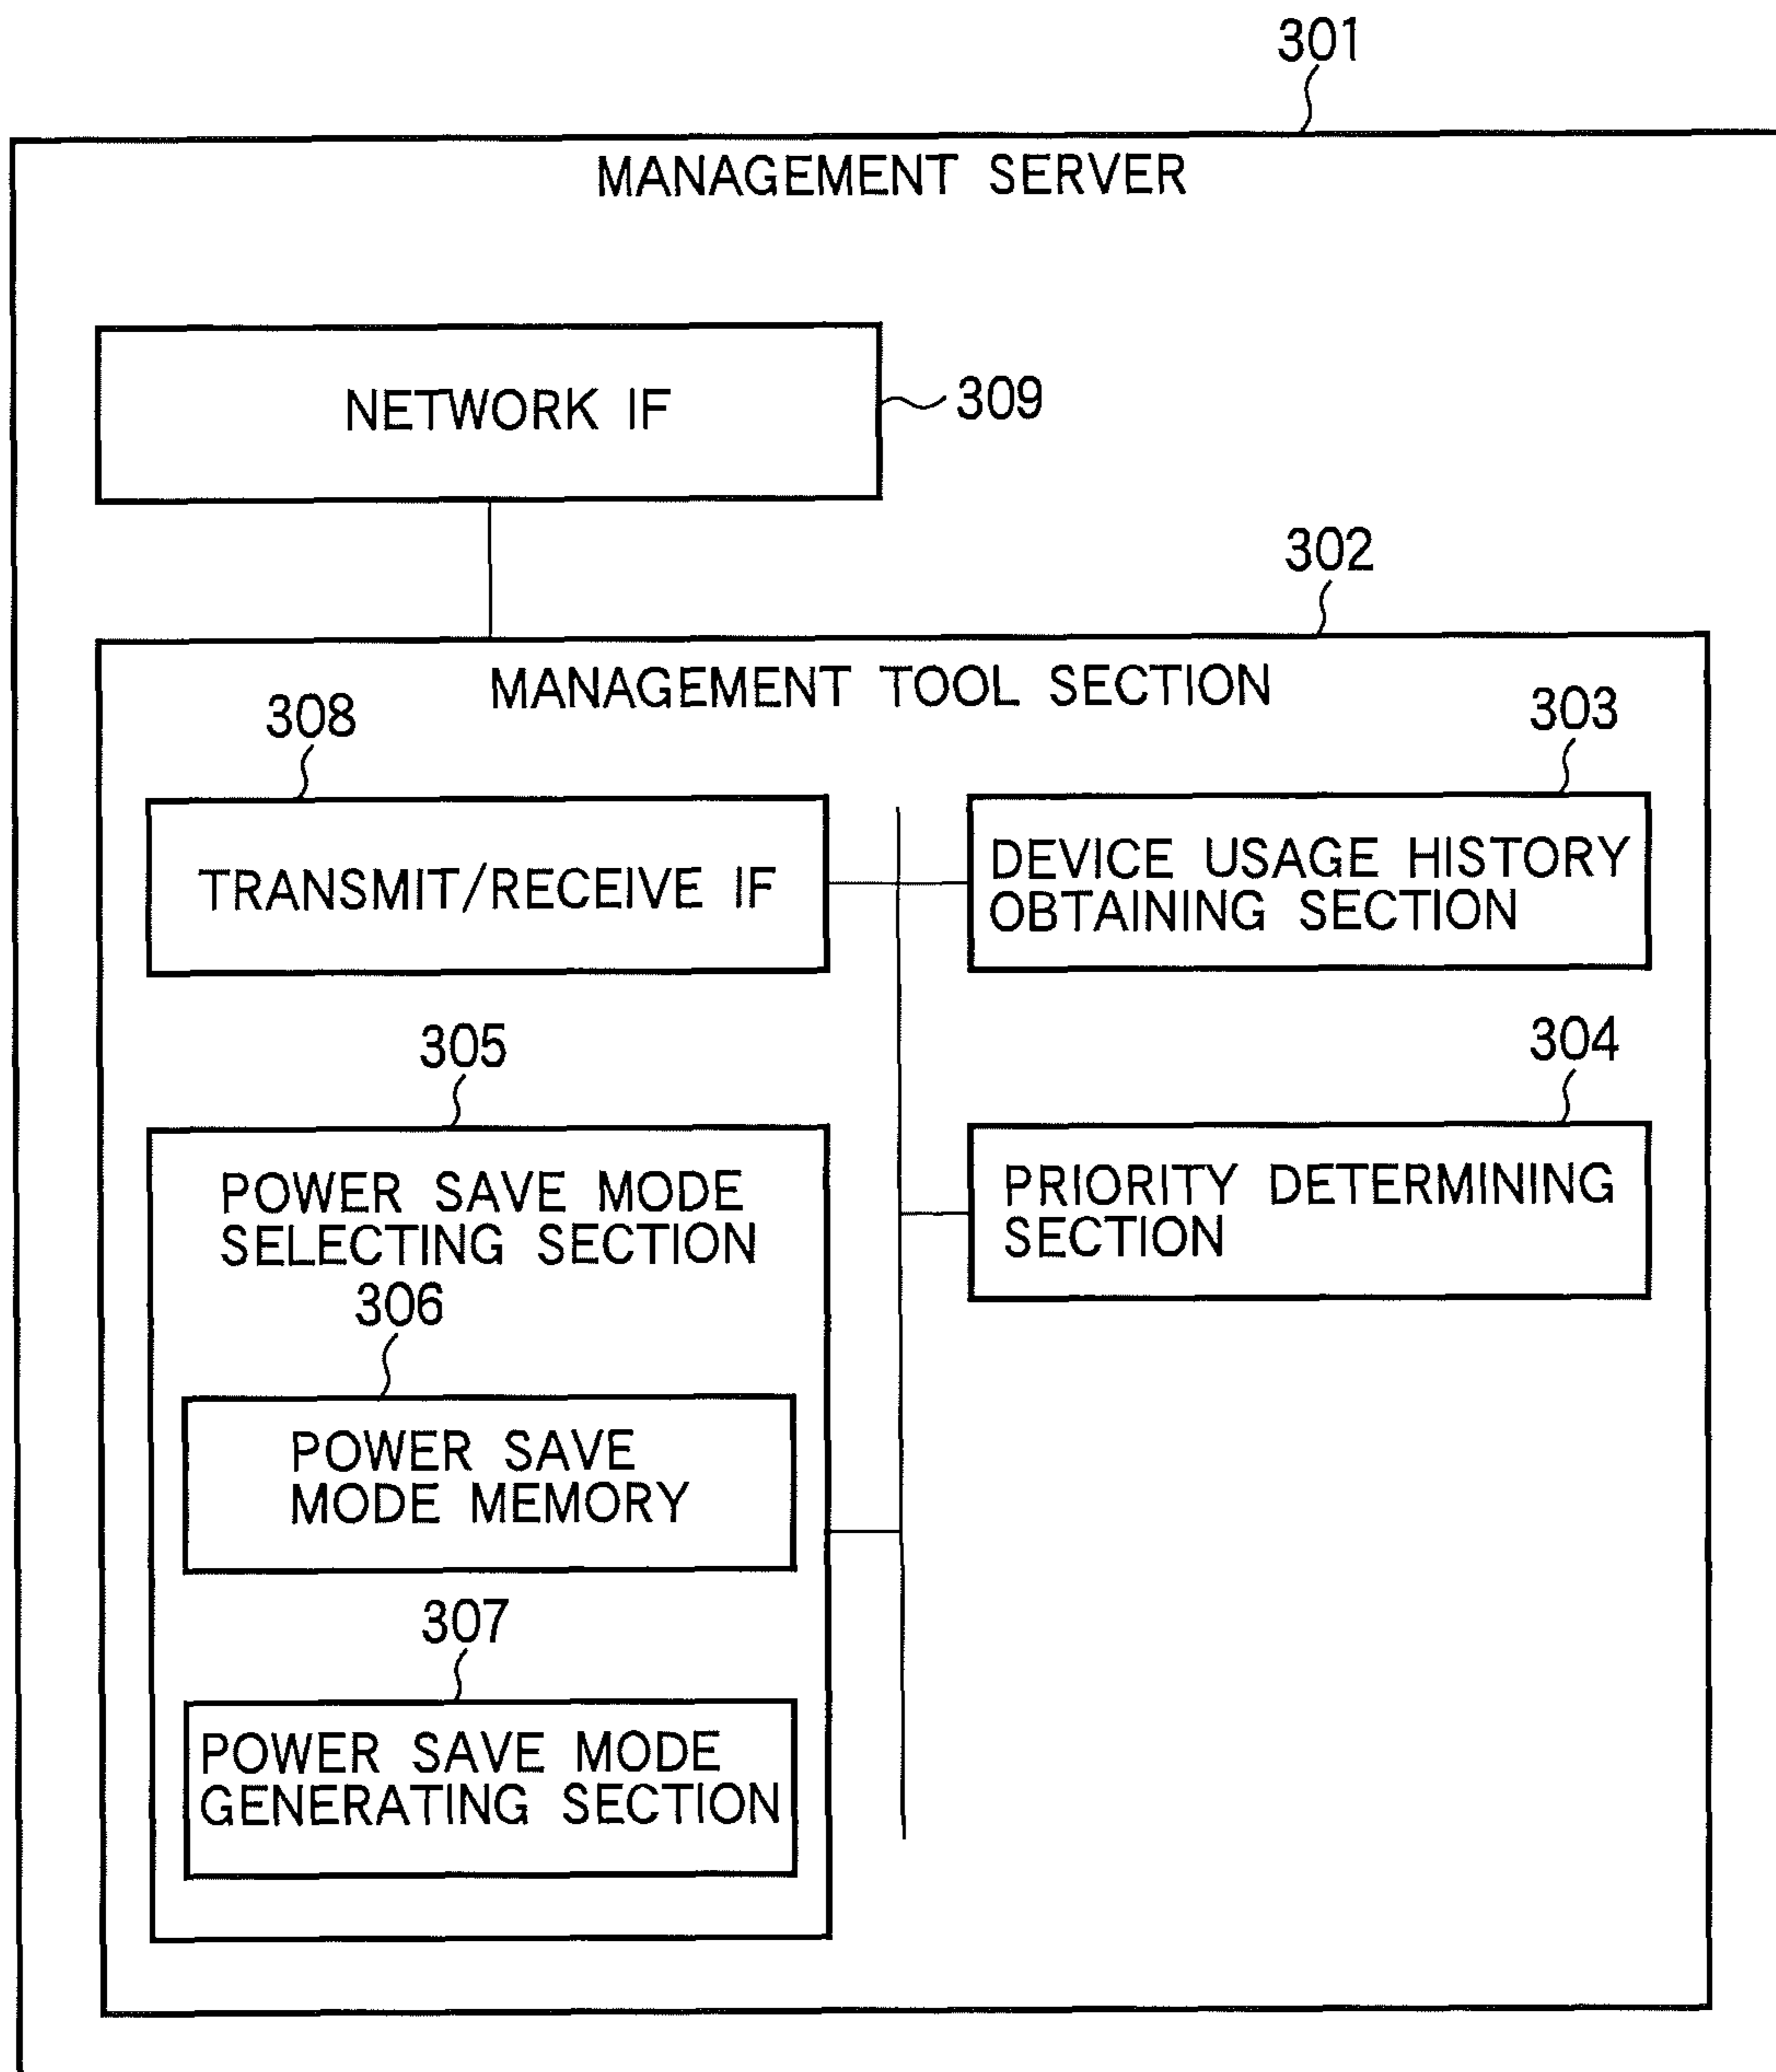 301
MANAGEMENT SERVER
NETWORK IF
309
302
MANAGEMENT TOOL SECTION
308
TRANSMIT/RECEIVE IF
303
DEVICE USAGE HISTORY
OBTAINING SECTION
305
POWER SAVE MODE
SELECTING SECTION
304
PRIORITY DETERMINING
SECTION
306
POWER SAVE
MODE MEMORY
307
POWER SAVE MODE
GENERATING SECTION